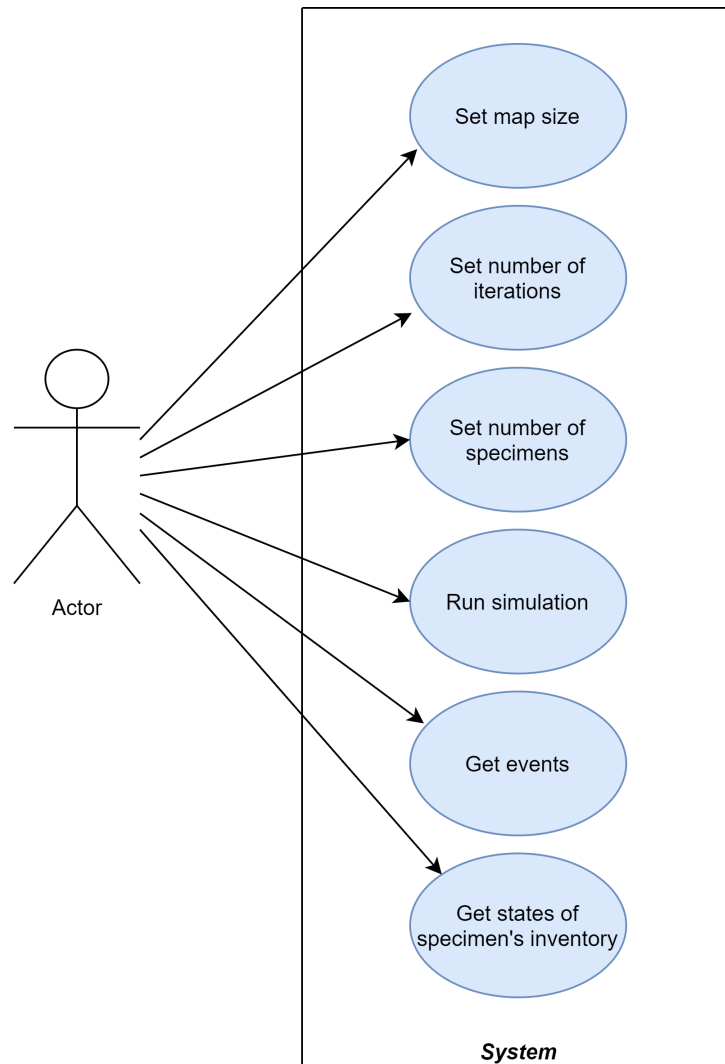 Set map size
Set number of
iterations
Set number of
specimens
Actor
Run simulation
Get events
Get states of
specimen's inventory
System